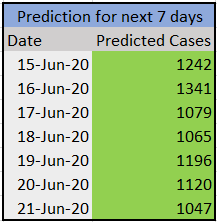 Prediction for next 7 days
Date Predicted Cases
15-Jun-20 1242
16-Jun-20 1341
17-Jun-20 1079
18-Jun-20 1065
19-Jun-20 1196
20-Jun-20 1120
21-Jun-20 1047